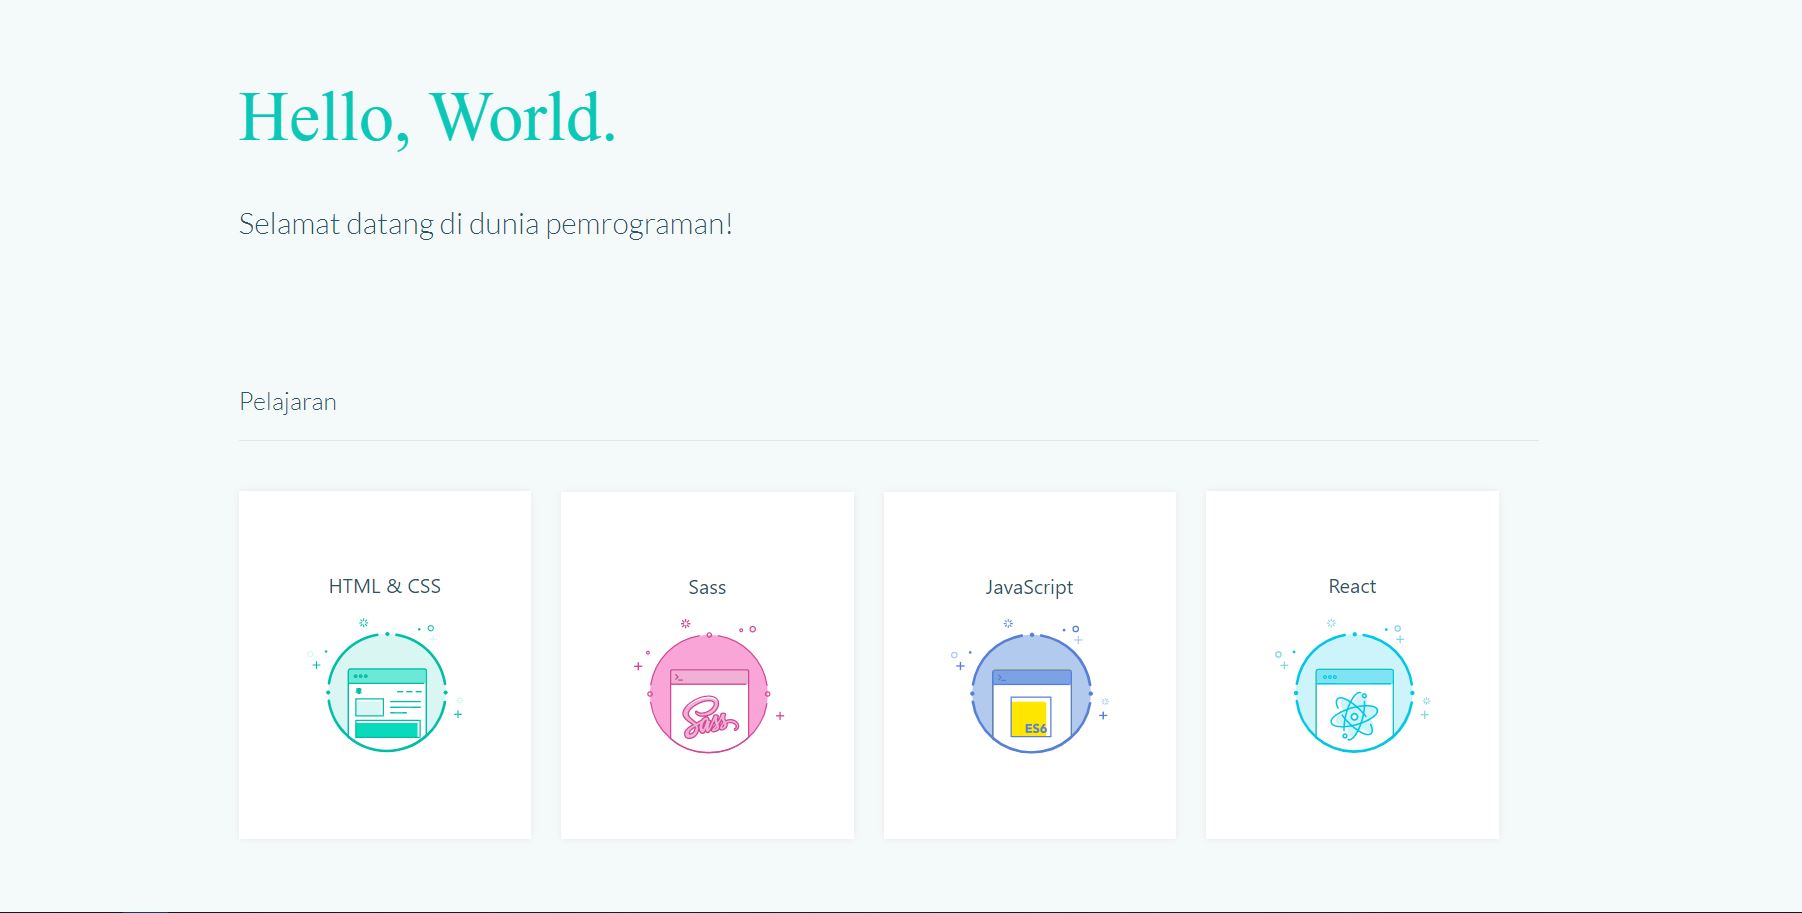 Hello, World.
Selamat datang di dunia pemrograman!
Pelajaran
HTML & CSS
Sass
JavaScript
React
Sass
ES6